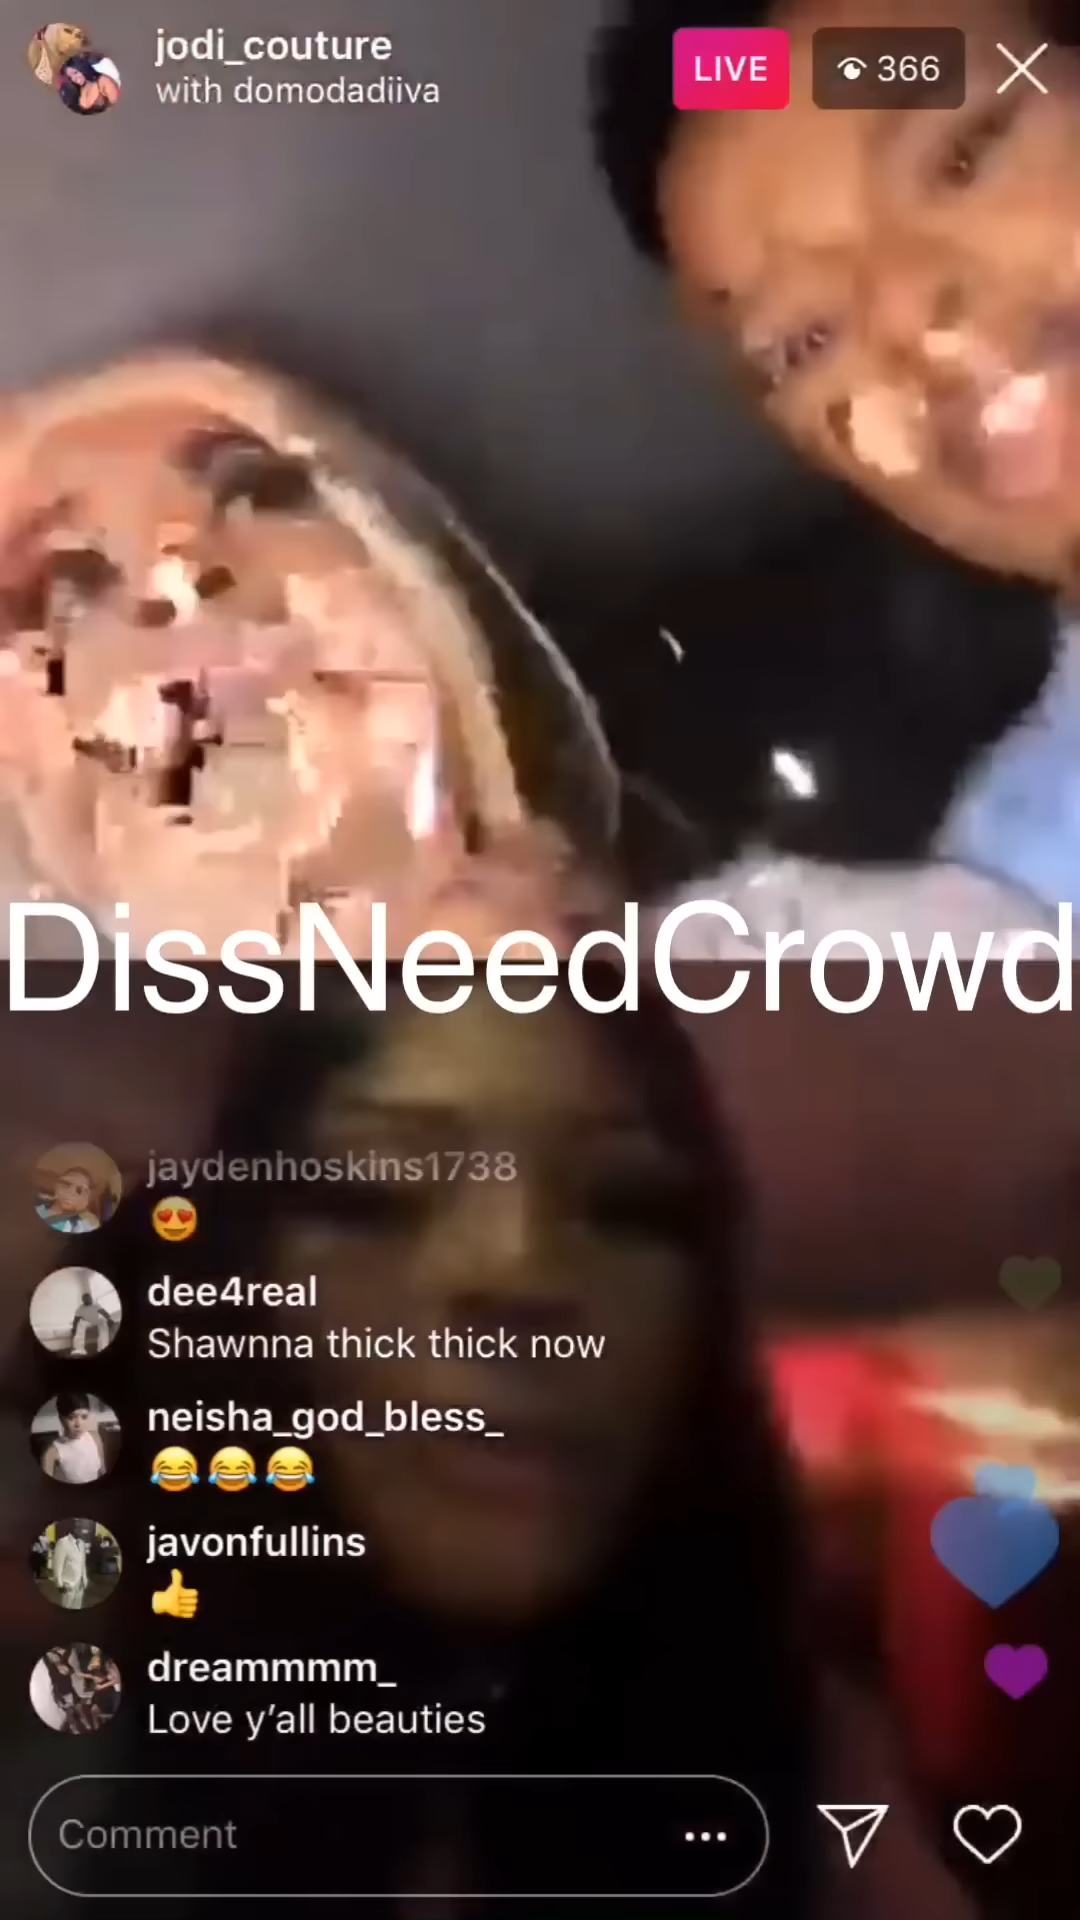 jodi_couture
with domodadiiva
LIVE
366
DissNeedCrowd
jaydenhoskins1738
😍
dee4real
Shawnna thick thick now
neisha_god_bless_
😂😂😂
javonfullins
👍
dreammmm_
Love y’all beauties
Comment